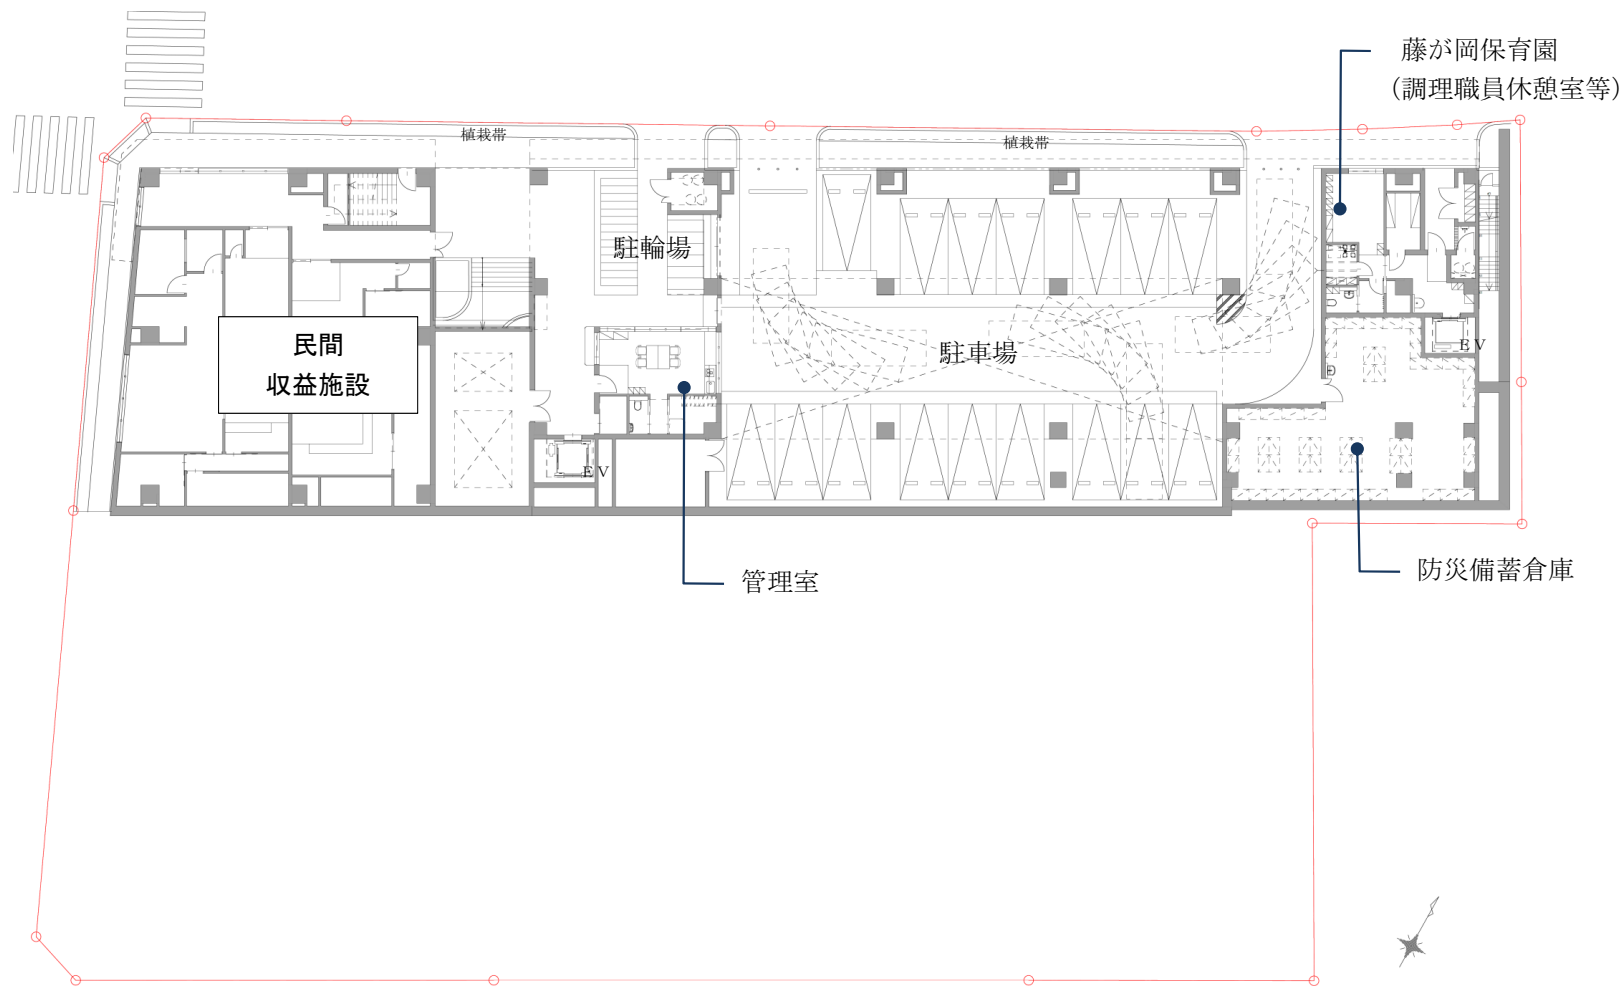 藤が岡保育園
（調理職員休憩室等）
植栽帯
植栽帯
駐輪場
民間
収益施設
駐車場
EV
EV
管理室
防災備蓄倉庫